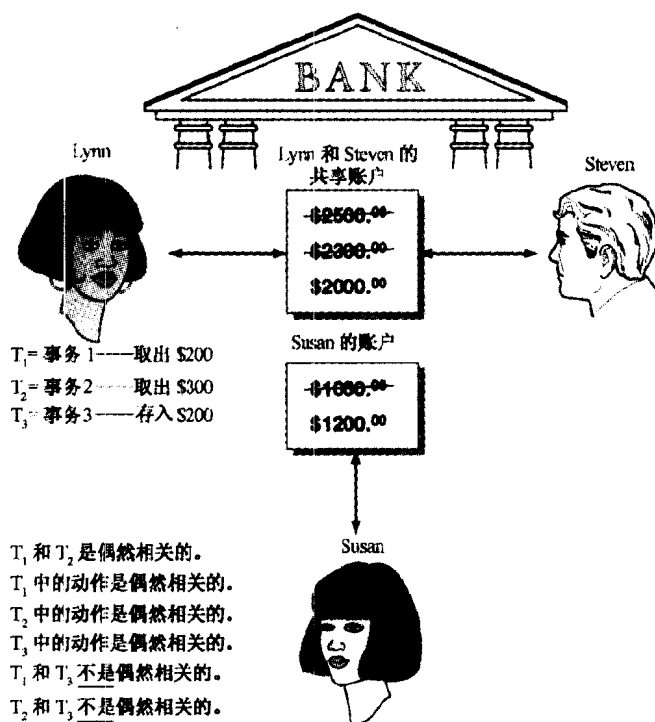 BANK
Lynn
Lynn 和 Steven 的
共享账户
Steven
$2500.00
$2300.00
$2000.00
Susan 的账户
$1000.00
$1200.00
T1= 事务 1——取出 $200
T2= 事务2——取出 $300
T3= 事务3——存入 $200
Susan
T1 和 T2 是偶然相关的。
T1 中的动作是偶然相关的。
T2 中的动作是偶然相关的。
T3 中的动作是偶然相关的。
T1 和 T3 不是偶然相关的。
T2 和 T3 不是偶然相关的。